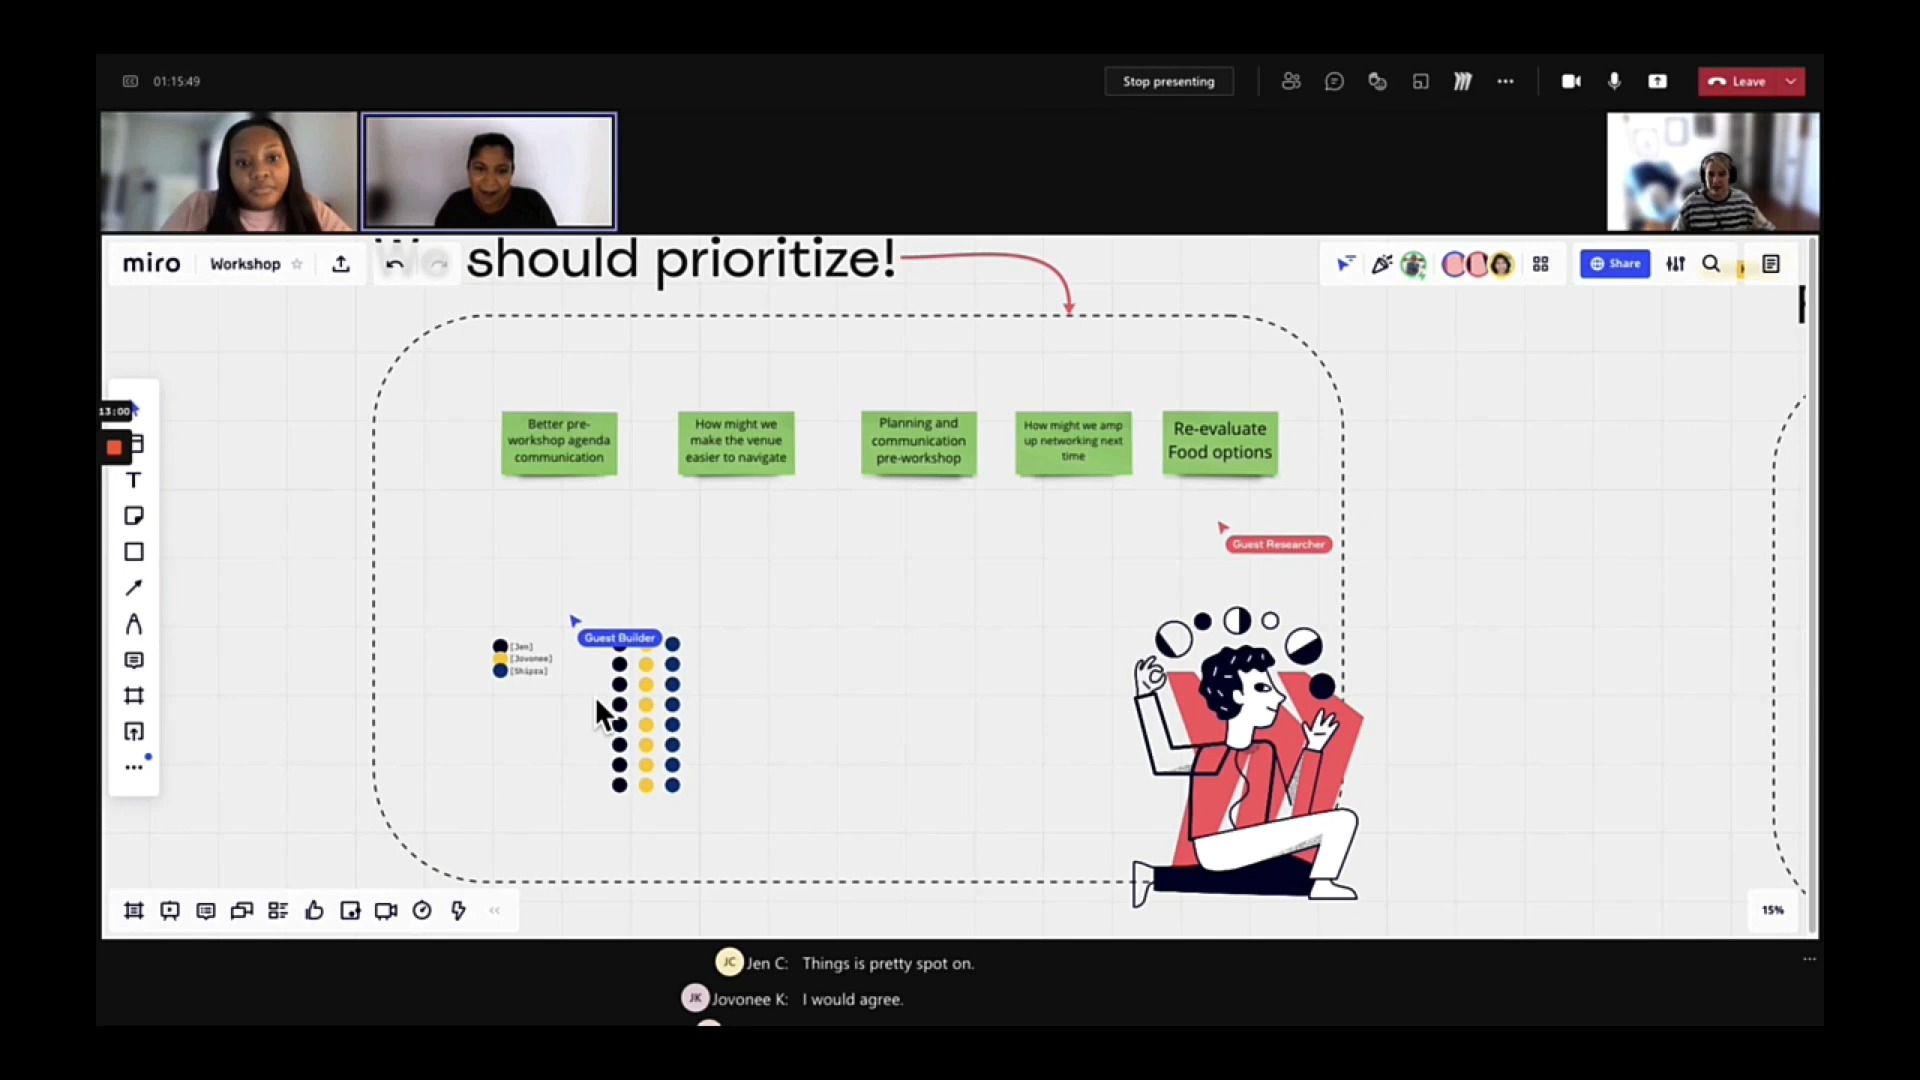 01:15:49
Stop presenting
Leave
We should prioritize!
miro
Workshop
Share
13:00
Better pre-
workshop agenda
communication
How might we
make the venue
easier to navigate
Planning and
communication
pre-workshop
How might we amp
up networking next
time
Re-evaluate
Food options
Guest Researcher
Guest Builder
[Jen]
[Jovonee]
[Shipra]
15%
JC Jen C: Things is pretty spot on.
JK Jovonee K: I would agree.